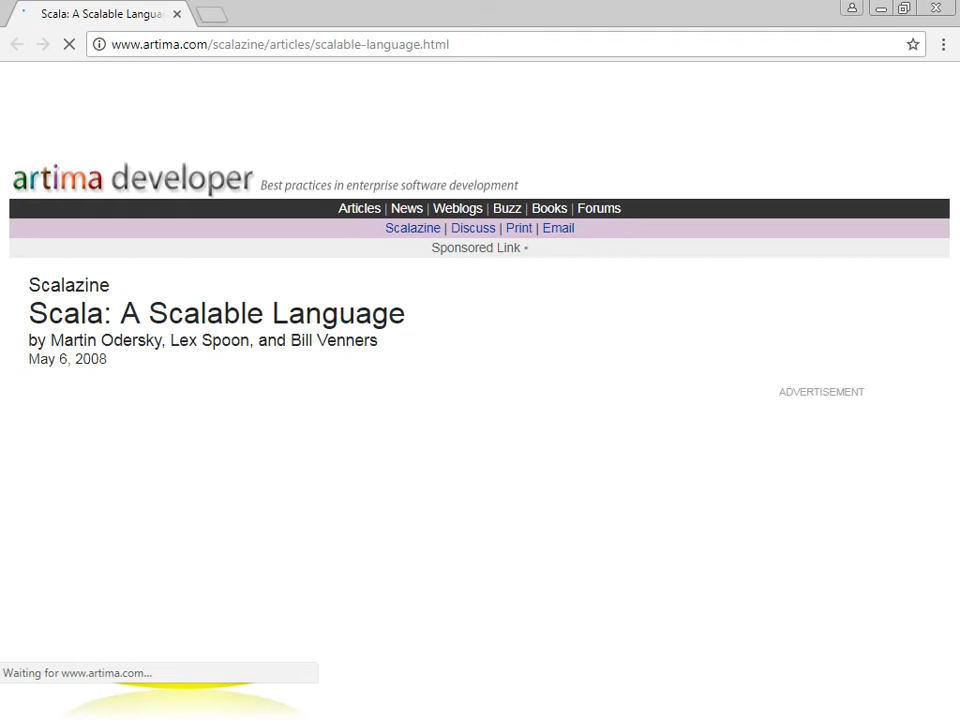 Scala: A Scalable Langua
www.artima.com/scalazine/articles/scalable-language.html
artima developer Best practices in enterprise software development
Articles | News | Weblogs | Buzz | Books | Forums
Scalazine | Discuss | Print | Email
Sponsored Link •
Scalazine
Scala: A Scalable Language
by Martin Odersky, Lex Spoon, and Bill Venners
May 6, 2008
ADVERTISEMENT
Waiting for www.artima.com...